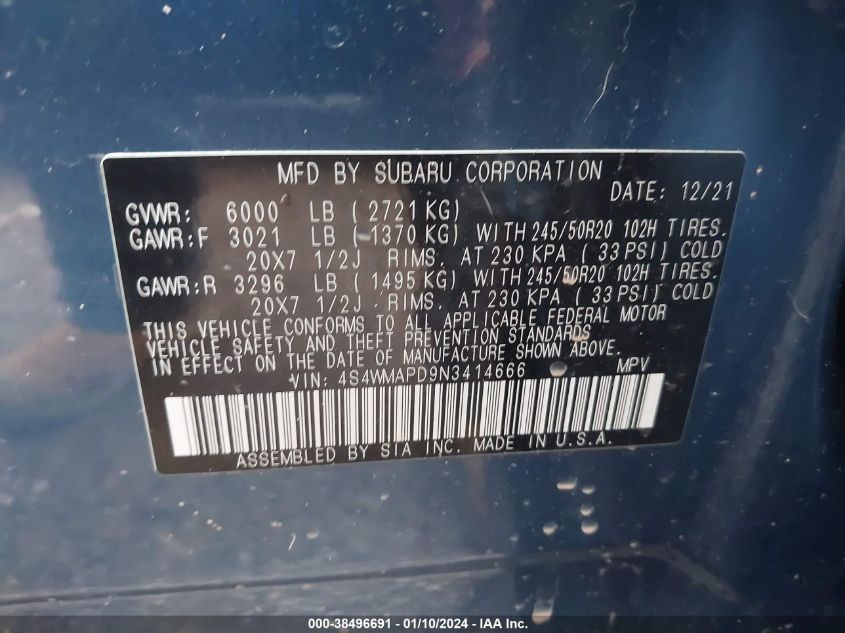 MFD BY SUBARU CORPORATION
DATE: 12/21
GVWR: 6000 LB ( 2721 KG)
GAWR:F 3021 LB ( 1370 KG) WITH 245/50R20 102H TIRES.
20X7 1/2J RIMS. AT 230 KPA ( 33 PSI) COLD
GAWR:R 3296 LB ( 1495 KG) WITH 245/50R20 102H TIRES.
20X7 1/2J RIMS. AT 230 KPA ( 33 PSI) COLD
THIS VEHICLE CONFORMS TO ALL APPLICABLE FEDERAL MOTOR
VEHICLE SAFETY AND THEFT PREVENTION STANDARDS
IN EFFECT ON THE DATE OF MANUFACTURE SHOWN ABOVE.
VIN: 4S4WMAPD9N3414666 MPV
ASSEMBLED BY SIA INC. MADE IN U.S.A.
000-38496691 - 01/10/2024 - IAA Inc.